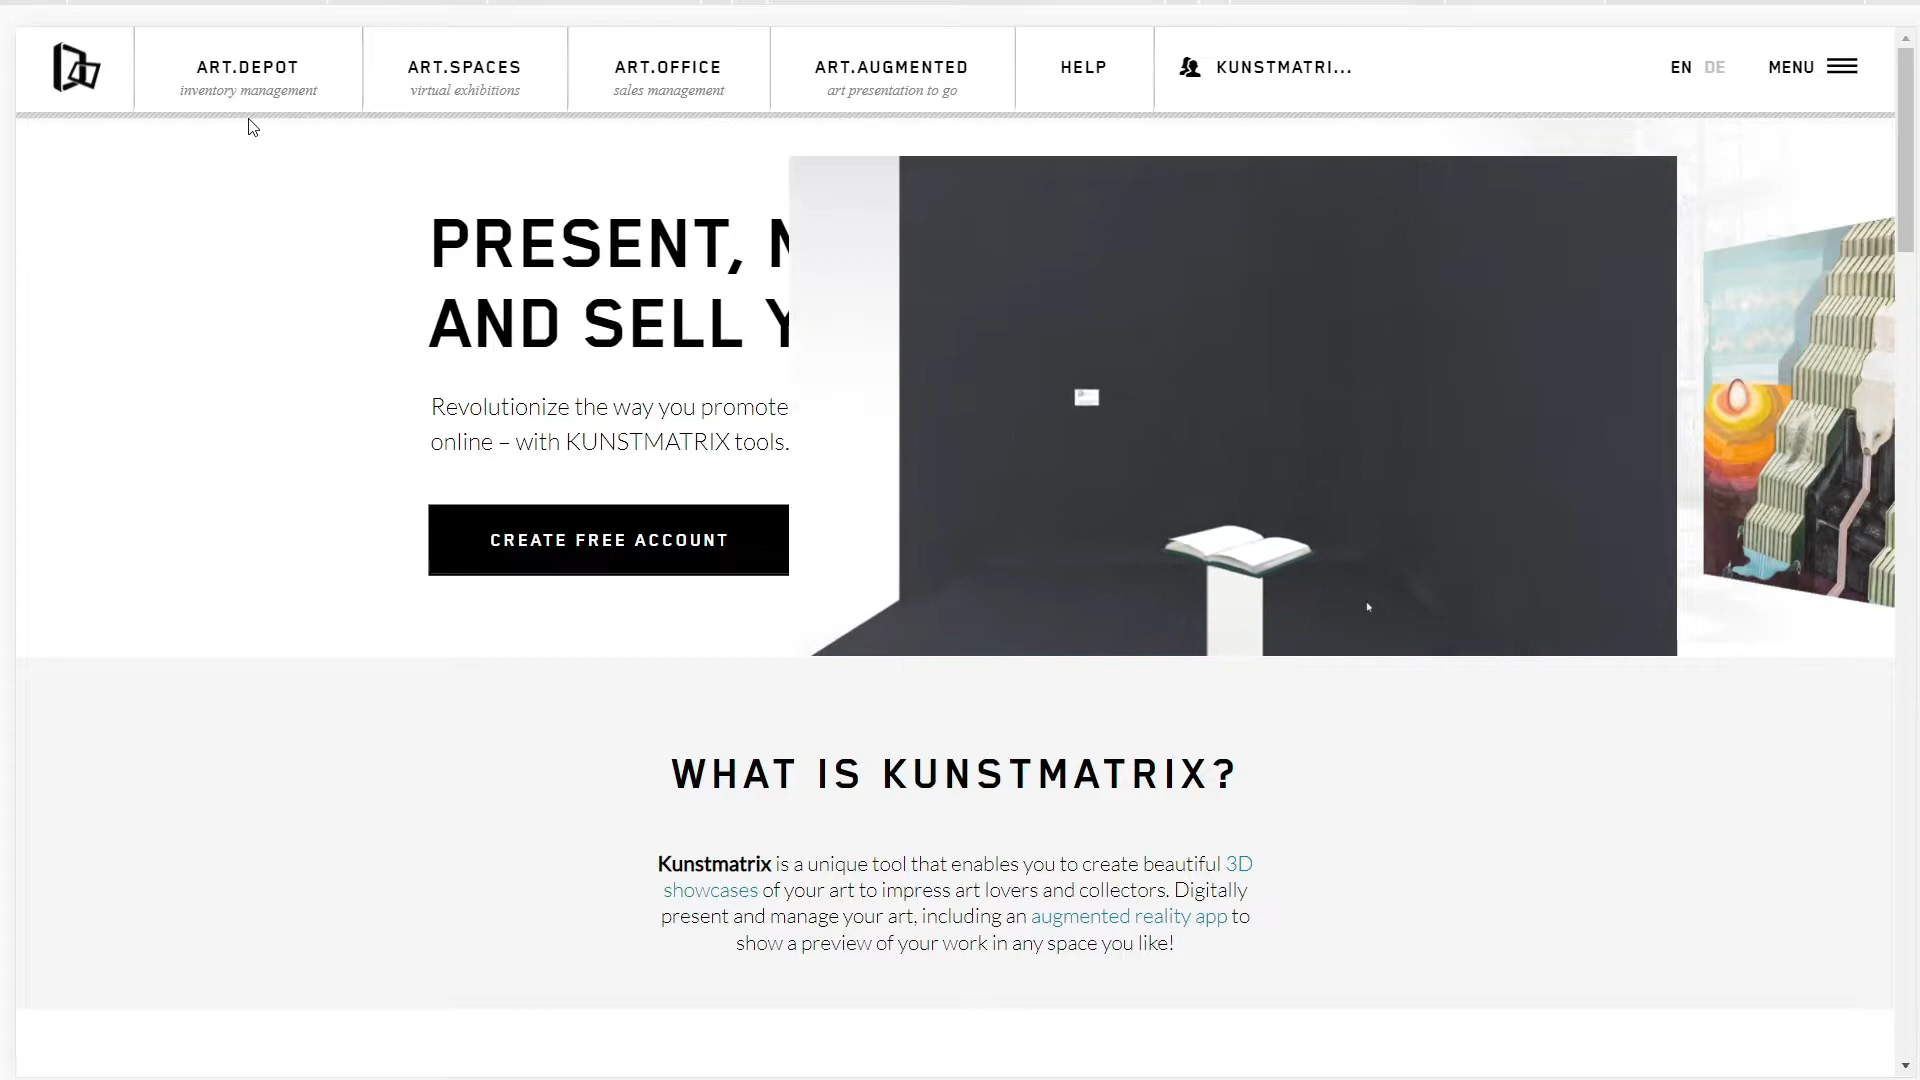 ART.DEPOT
inventory management
ART.SPACES
virtual exhibitions
ART.OFFICE
sales management
ART.AUGMENTED
art presentation to go
HELP
KUNSTMATRI...
EN DE
MENU
PRESENT,
AND SELL
Revolutionize the way you promote
online – with KUNSTMATRIX tools.
CREATE FREE ACCOUNT
WHAT IS KUNSTMATRIX?
Kunstmatrix is a unique tool that enables you to create beautiful 3D
showcases of your art to impress art lovers and collectors. Digitally
present and manage your art, including an augmented reality app to
show a preview of your work in any space you like!